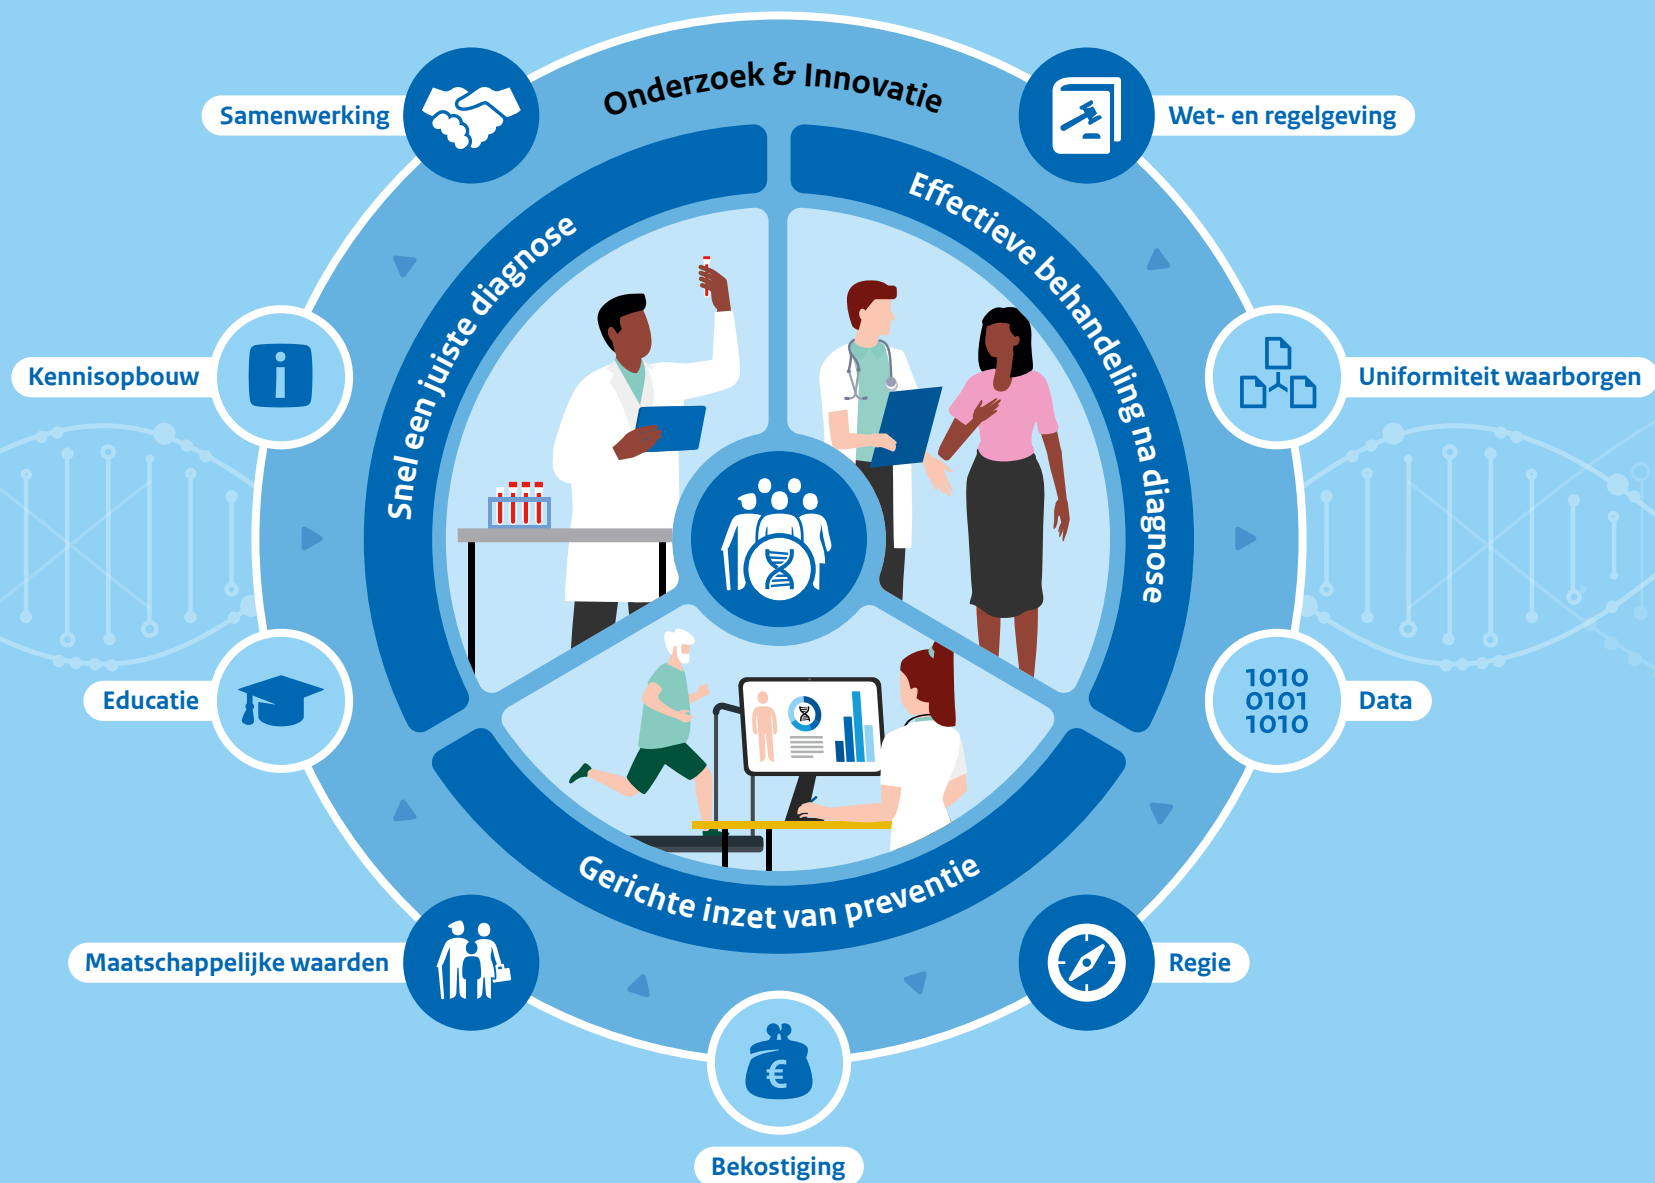 Onderzoek & Innovatie
Samenwerking
Wet- en regelgeving
Snel een juiste diagnose
Effectieve behandeling na diagnose
Kennisopbouw
i
Uniformiteit waarborgen
Educatie
1010
0101
1010
Data
Gerichte inzet van preventie
Maatschappelijke waarden
Regie
€
Bekostiging